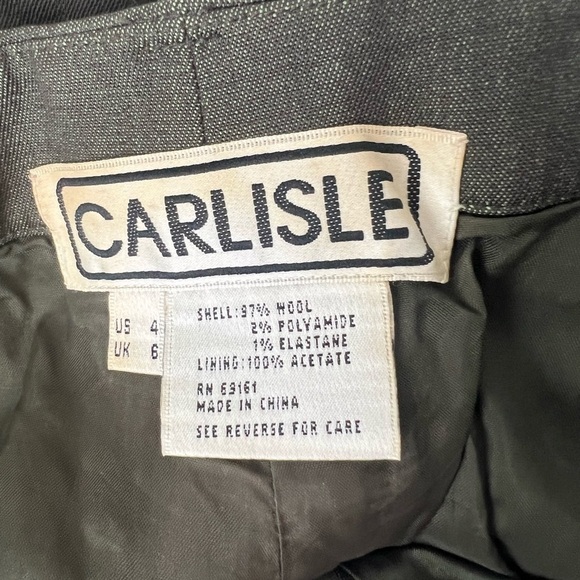 CARLISLE
US 4
UK 6
SHELL:97% WOOL
2% POLYAMIDE
1% ELASTANE
LINING:100% ACETATE
RN 69161
MADE IN CHINA
SEE REVERSE FOR CARE